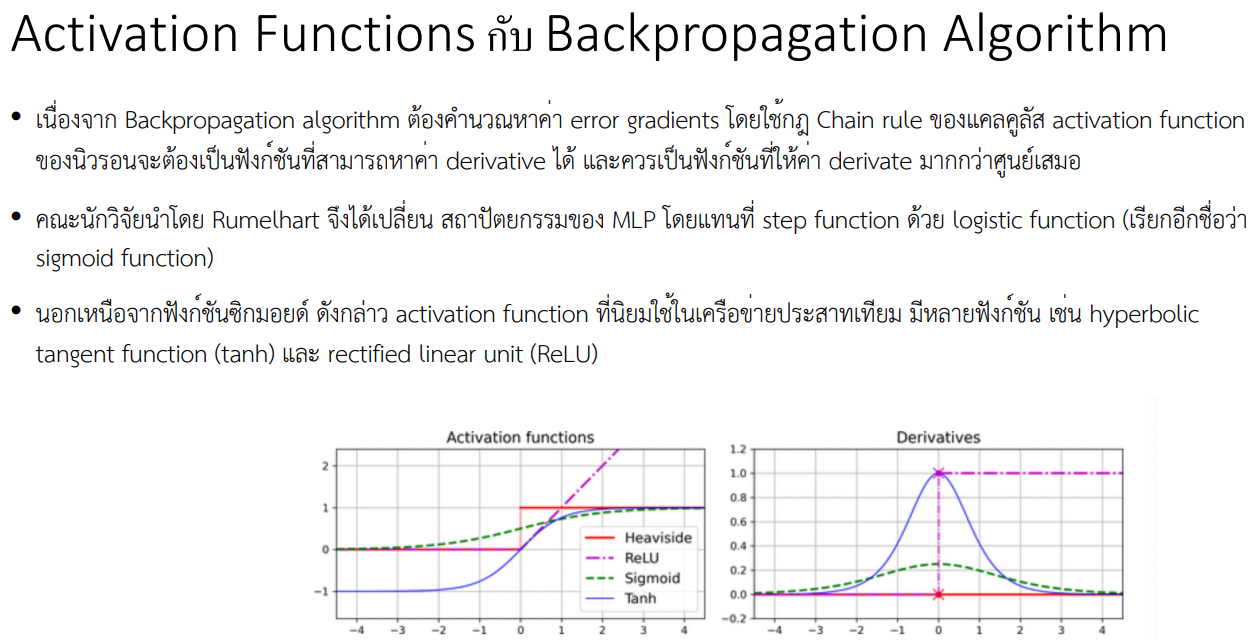 Activation Functions กับ Backpropagation Algorithm
• เนื่องจาก Backpropagation algorithm ต้องคำนวณหาค่า error gradients โดยใช้กฎ Chain rule ของแคลคูลัส activation function
ของนิวรอนจะต้องเป็นฟังก์ชันที่สามารถหาค่า derivative ได้ และควรเป็นฟังก์ชันที่ให้ค่า derivate มากกว่าศูนย์เสมอ
• คณะนักวิจัยนำโดย Rumelhart จึงได้เปลี่ยน สถาปัตยกรรมของ MLP โดยแทนที่ step function ด้วย logistic function (เรียกอีกชื่อว่า
sigmoid function)
• นอกเหนือจากฟังก์ชันซิกมอยด์ ดังกล่าว activation function ที่นิยมใช้ในเครือข่ายประสาทเทียม มีหลายฟังก์ชัน เช่น hyperbolic
tangent function (tanh) และ rectified linear unit (ReLU)
Activation functions
2
1
0
−1
−4 −3 −2 −1 0 1 2 3 4
Heaviside
ReLU
Sigmoid
Tanh
Derivatives
1.2
1.0
0.8
0.6
0.4
0.2
0.0
−0.2
−4 −3 −2 −1 0 1 2 3 4